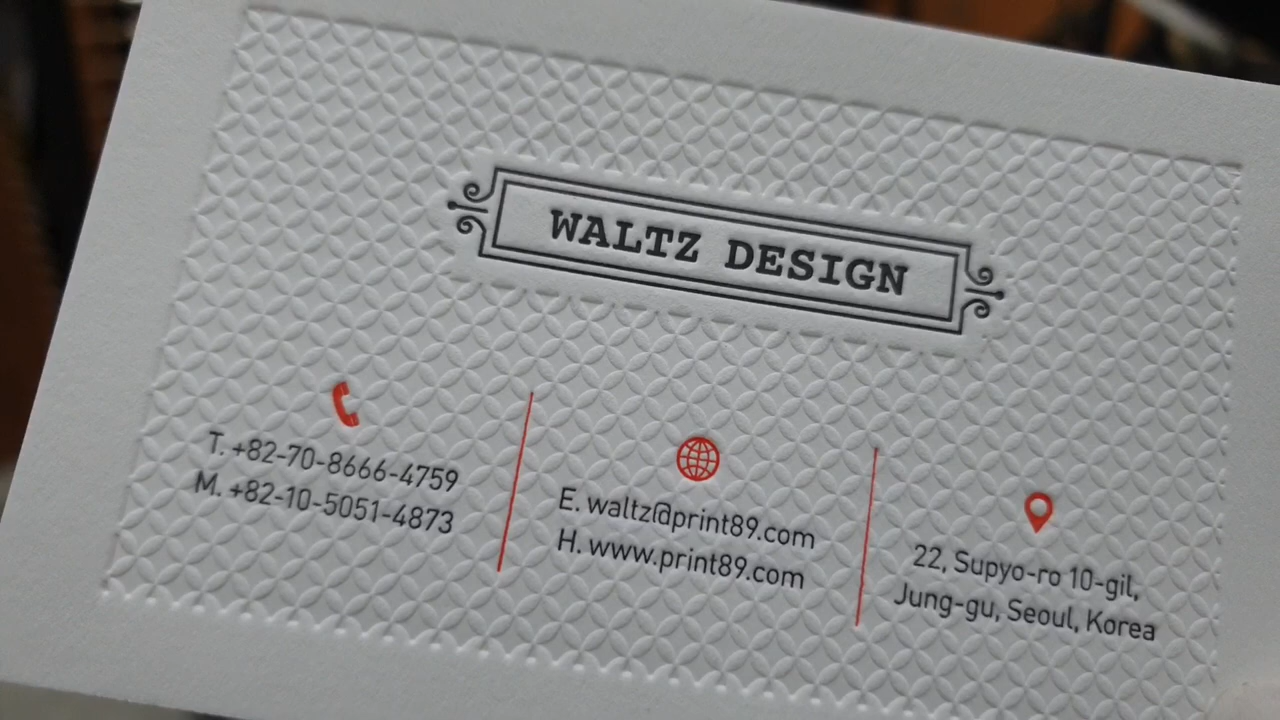 WALTZ DESIGN
T. +82-70-8666-4759
M. +82-10-5051-4873
E. waltz@print89.com
H. www.print89.com
22, Supyo-ro 10-gil,
Jung-gu, Seoul, Korea